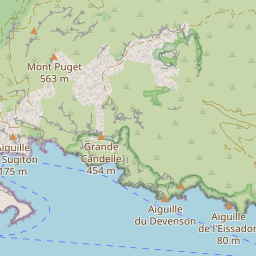 Mont Puget
563 m
Grande
Candelle
454 m
Aiguille
Sugiton
175 m
Aiguille
du Devenson
Aiguille
de l'Eissadon
80 m